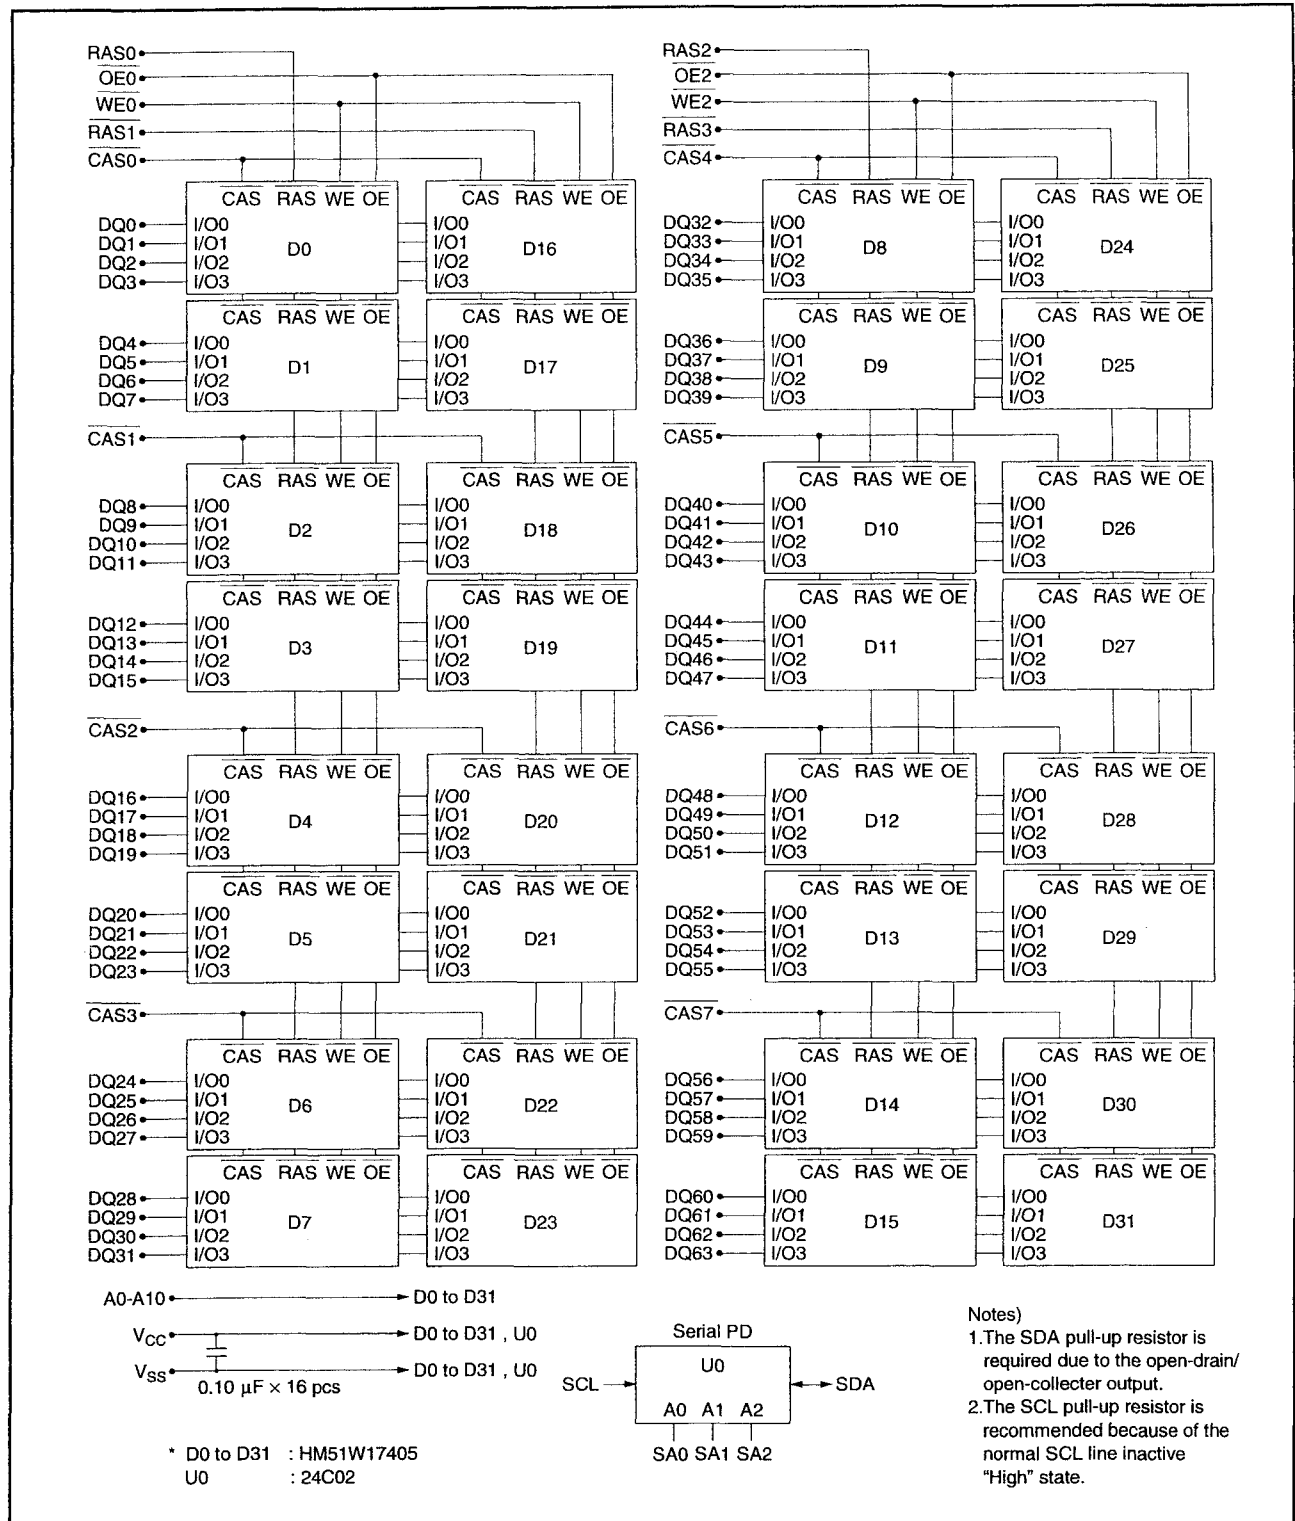 RAS0
OE0
WE0
RAS1
CAS0
CAS RAS WE OE CAS RAS WE OE
DQ0 I/O0 I/O0
DQ1 I/O1 D0 I/O1 D16
DQ2 I/O2 I/O2
DQ3 I/O3 I/O3
CAS RAS WE OE CAS RAS WE OE
DQ4 I/O0 I/O0
DQ5 I/O1 D1 I/O1 D17
DQ6 I/O2 I/O2
DQ7 I/O3 I/O3
CAS1
CAS RAS WE OE CAS RAS WE OE
DQ8 I/O0 I/O0
DQ9 I/O1 D2 I/O1 D18
DQ10 I/O2 I/O2
DQ11 I/O3 I/O3
CAS RAS WE OE CAS RAS WE OE
DQ12 I/O0 I/O0
DQ13 I/O1 D3 I/O1 D19
DQ14 I/O2 I/O2
DQ15 I/O3 I/O3
CAS2
CAS RAS WE OE CAS RAS WE OE
DQ16 I/O0 I/O0
DQ17 I/O1 D4 I/O1 D20
DQ18 I/O2 I/O2
DQ19 I/O3 I/O3
CAS RAS WE OE CAS RAS WE OE
DQ20 I/O0 I/O0
DQ21 I/O1 D5 I/O1 D21
DQ22 I/O2 I/O2
DQ23 I/O3 I/O3
CAS3
CAS RAS WE OE CAS RAS WE OE
DQ24 I/O0 I/O0
DQ25 I/O1 D6 I/O1 D22
DQ26 I/O2 I/O2
DQ27 I/O3 I/O3
CAS RAS WE OE CAS RAS WE OE
DQ28 I/O0 I/O0
DQ29 I/O1 D7 I/O1 D23
DQ30 I/O2 I/O2
DQ31 I/O3 I/O3
RAS2
OE2
WE2
RAS3
CAS4
CAS RAS WE OE CAS RAS WE OE
DQ32 I/O0 I/O0
DQ33 I/O1 D8 I/O1 D24
DQ34 I/O2 I/O2
DQ35 I/O3 I/O3
CAS RAS WE OE CAS RAS WE OE
DQ36 I/O0 I/O0
DQ37 I/O1 D9 I/O1 D25
DQ38 I/O2 I/O2
DQ39 I/O3 I/O3
CAS5
CAS RAS WE OE CAS RAS WE OE
DQ40 I/O0 I/O0
DQ41 I/O1 D10 I/O1 D26
DQ42 I/O2 I/O2
DQ43 I/O3 I/O3
CAS RAS WE OE CAS RAS WE OE
DQ44 I/O0 I/O0
DQ45 I/O1 D11 I/O1 D27
DQ46 I/O2 I/O2
DQ47 I/O3 I/O3
CAS6
CAS RAS WE OE CAS RAS WE OE
DQ48 I/O0 I/O0
DQ49 I/O1 D12 I/O1 D28
DQ50 I/O2 I/O2
DQ51 I/O3 I/O3
CAS RAS WE OE CAS RAS WE OE
DQ52 I/O0 I/O0
DQ53 I/O1 D13 I/O1 D29
DQ54 I/O2 I/O2
DQ55 I/O3 I/O3
CAS7
CAS RAS WE OE CAS RAS WE OE
DQ56 I/O0 I/O0
DQ57 I/O1 D14 I/O1 D30
DQ58 I/O2 I/O2
DQ59 I/O3 I/O3
CAS RAS WE OE CAS RAS WE OE
DQ60 I/O0 I/O0
DQ61 I/O1 D15 I/O1 D31
DQ62 I/O2 I/O2
DQ63 I/O3 I/O3
A0-A10 D0 to D31
VCC D0 to D31 , U0
VSS D0 to D31 , U0
0.10 µF × 16 pcs
* D0 to D31 : HM51W17405
U0 : 24C02
Serial PD
U0
SCL SDA
A0 A1 A2
SA0 SA1 SA2
Notes)
1.The SDA pull-up resistor is
required due to the open-drain/
open-collecter output.
2.The SCL pull-up resistor is
recommended because of the
normal SCL line inactive
“High” state.